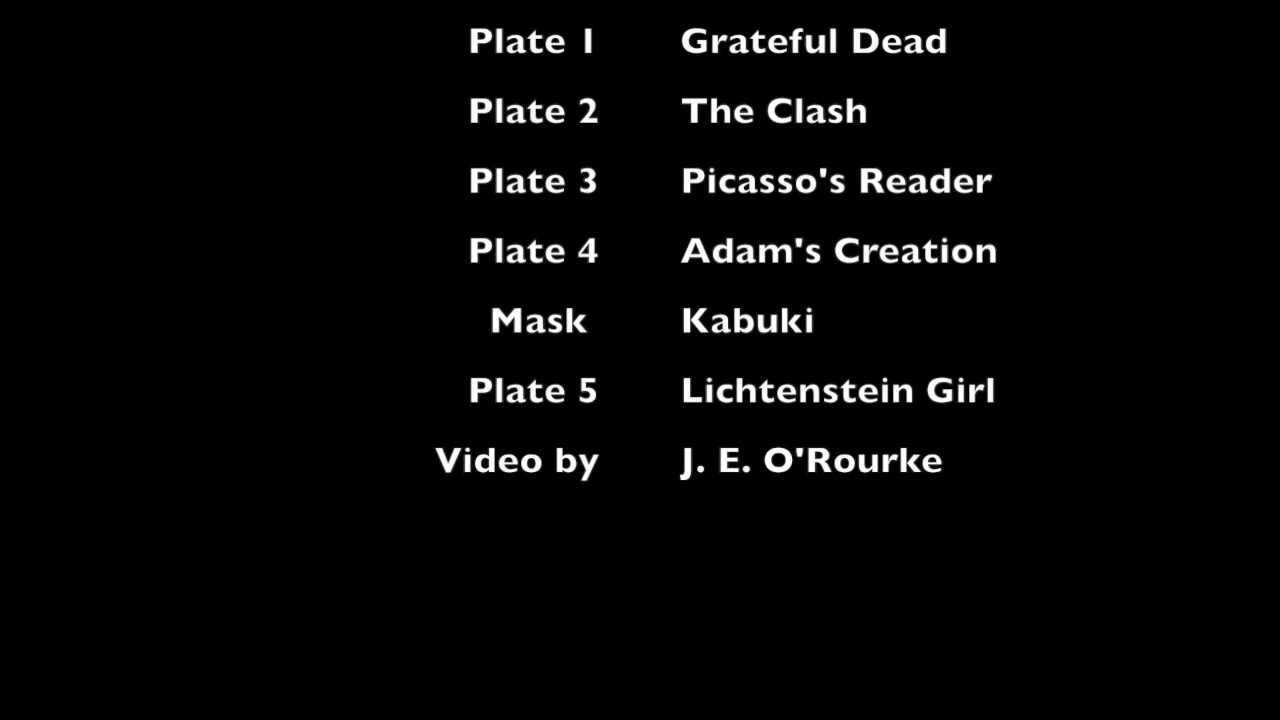 Plate 1 Grateful Dead
Plate 2 The Clash
Plate 3 Picasso's Reader
Plate 4 Adam's Creation
Mask Kabuki
Plate 5 Lichtenstein Girl
Video by J. E. O'Rourke